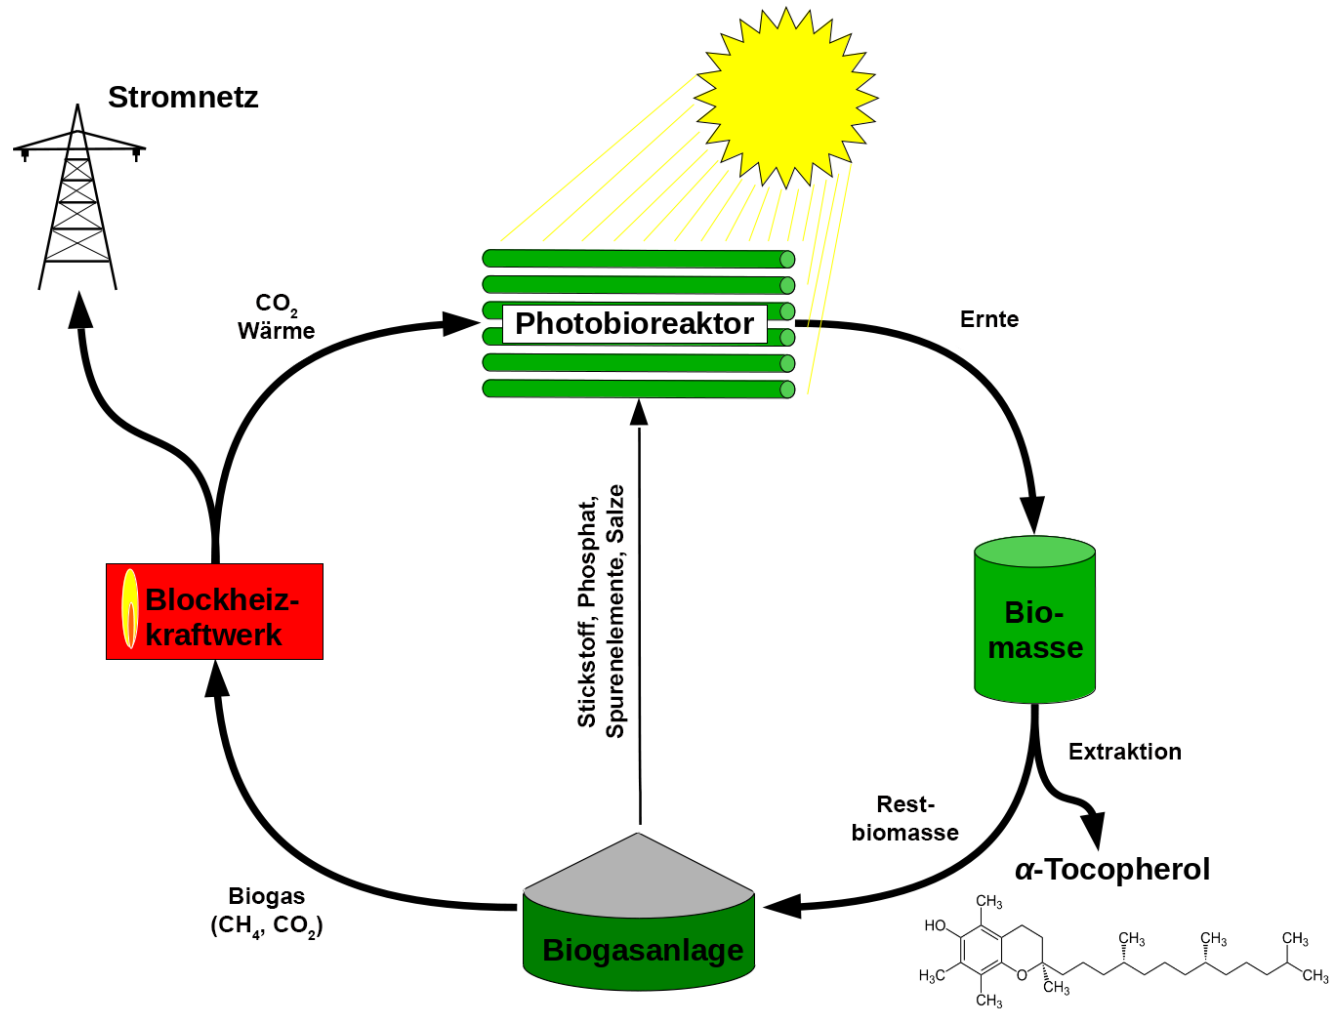 Stromnetz
CO₂
Wärme
Photobioreaktor
Ernte
Stickstoff, Phosphat,
Spurenelemente, Salze
Blockheiz-
kraftwerk
Bio-
masse
Extraktion
Rest-
biomasse
α-Tocopherol
Biogas
(CH₄, CO₂)
Biogasanlage
CH₃
HO
CH₃
CH₃
CH₃
H₃C
O
CH₃
CH₃
CH₃